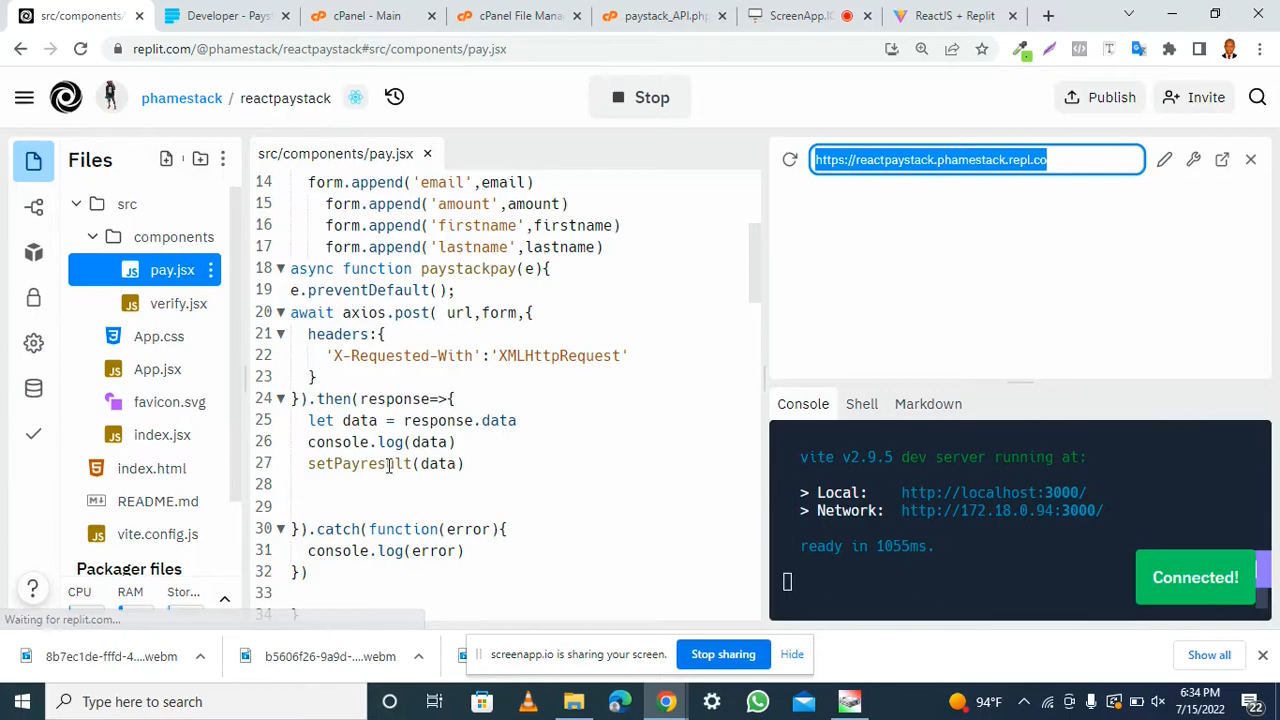 src/components/
Developer - Pays
cPanel - Main
cPanel File Mana
paystack_API.php
ScreenApp.IO
ReactJS + Replit
replit.com/@phamestack/reactpaystack#src/components/pay.jsx
phamestack / reactpaystack
Stop
Publish
Invite
Files
src
components
pay.jsx
verify.jsx
App.css
App.jsx
favicon.svg
index.jsx
index.html
README.md
vite.config.js
Packager files
CPU
RAM
Stor...
Waiting for replit.com...
src/components/pay.jsx
14 form.append('email',email)
15 form.append('amount',amount)
16 form.append('firstname',firstname)
17 form.append('lastname',lastname)
18 async function paystackpay(e){
19 e.preventDefault();
20 await axios.post( url,form,{
21 headers:{
22 'X-Requested-With':'XMLHttpRequest'
23 }
24 }).then(response=>{
25 let data = response.data
26 console.log(data)
27 setPayresult(data)
28
29
30 }).catch(function(error){
31 console.log(error)
32 })
33
34 }
https://reactpaystack.phamestack.repl.co
Console
Shell
Markdown
vite v2.9.5 dev server running at:
> Local: http://localhost:3000/
> Network: http://172.18.0.94:3000/
ready in 1055ms.
Connected!
8b7ec1de-fffd-4....webm
b5606f26-9a9d-....webm
screenapp.io is sharing your screen.
Stop sharing
Hide
Show all
Type here to search
94°F
6:34 PM
7/15/2022
22